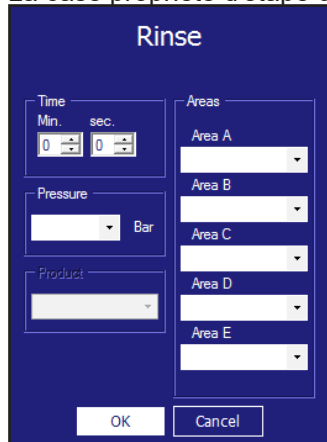 Rinse
Time
Min. sec.
0 0
Pressure
Bar
Product
Areas
Area A
Area B
Area C
Area D
Area E
OK Cancel